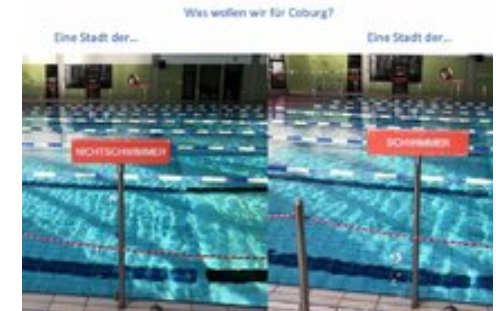 Was wollen wir für Coburg?
Eine Stadt der...
Eine Stadt der...
NICHTSCHWIMMER
SCHWIMMER